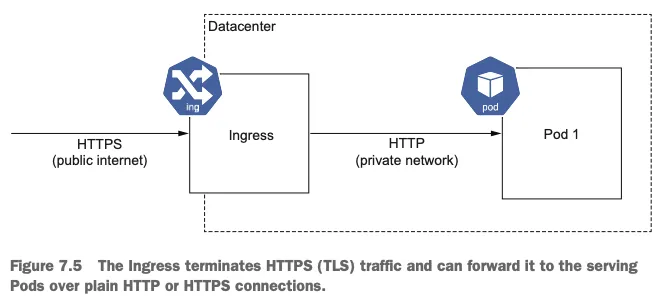 Datacenter
ing
Ingress
HTTPS
(public internet)
HTTP
(private network)
pod
Pod 1
Figure 7.5 The Ingress terminates HTTPS (TLS) traffic and can forward it to the serving
Pods over plain HTTP or HTTPS connections.